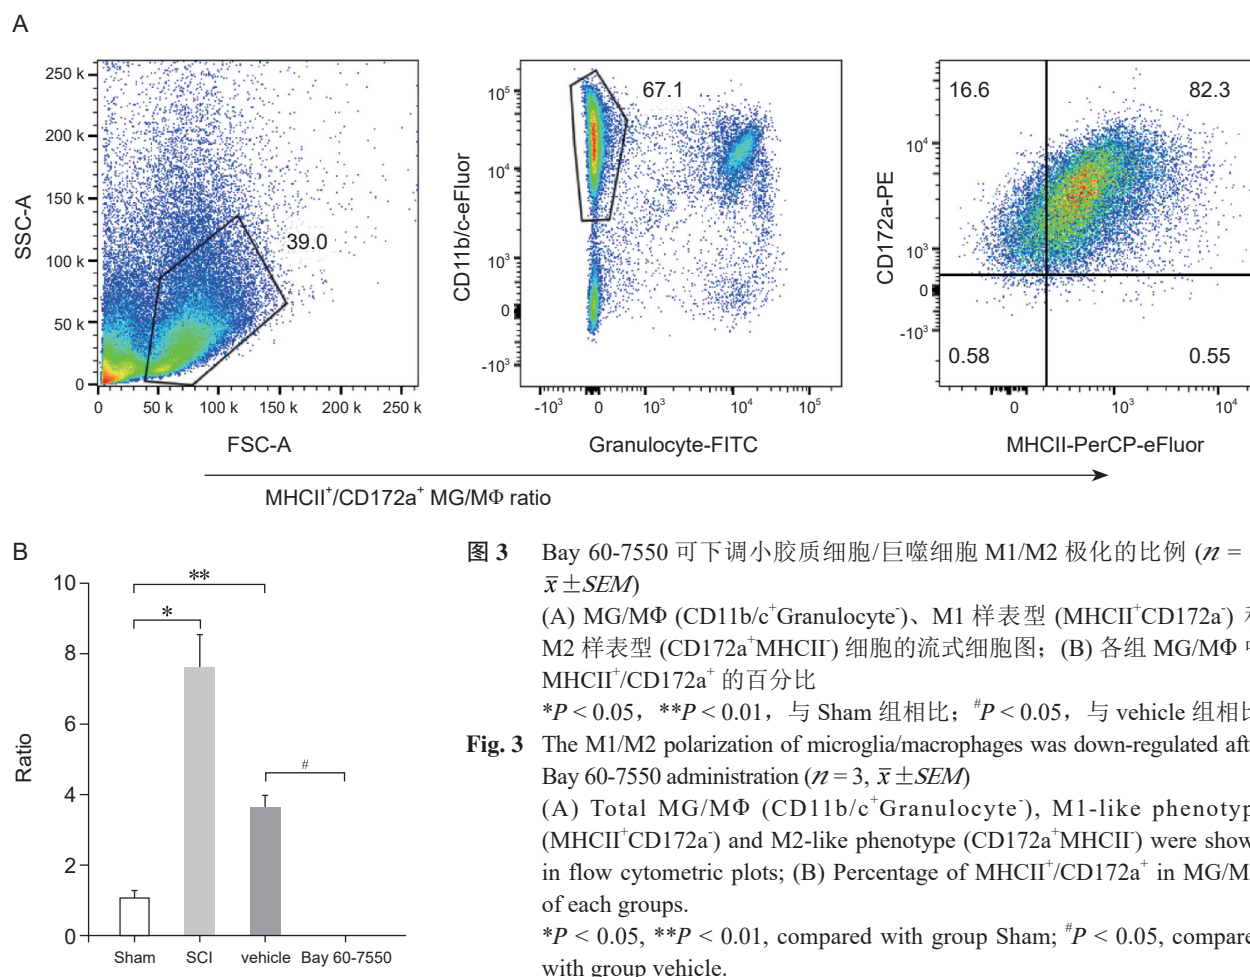 A
250 k
200 k
150 k
100 k
50 k
0
SSC-A
39.0
0 50 k 100 k 150 k 200 k 250 k
FSC-A
10⁵
10⁴
10³
0
-10³
CD11b/c-eFluor
67.1
-10³ 0 10³ 10⁴ 10⁵
Granulocyte-FITC
10⁴
10³
0
-10³
CD172a-PE
16.6 82.3
0.58 0.55
0 10³ 10⁴
MHCII-PerCP-eFluor
MHCII⁺/CD172a⁺ MG/MΦ ratio
B
10
8
6
4
2
0
Ratio
**
*
#
Sham SCI vehicle Bay 60-7550
图 3 Bay 60-7550 可下调小胶质细胞/巨噬细胞 M1/M2 极化的比例 (n =
x̄ ± SEM)
(A) MG/MΦ (CD11b/c⁺Granulocyte⁻)、M1 样表型 (MHCII⁺CD172a⁻)
M2 样表型 (CD172a⁺MHCII⁻) 细胞的流式细胞图；(B) 各组 MG/MΦ
MHCII⁺/CD172a⁺ 的百分比
*P < 0.05，**P < 0.01，与 Sham 组相比；#P < 0.05，与 vehicle 组相比
Fig. 3 The M1/M2 polarization of microglia/macrophages was down-regulated aft
Bay 60-7550 administration (n = 3, x̄ ± SEM)
(A) Total MG/MΦ (CD11b/c⁺Granulocyte⁻), M1-like phenotyp
(MHCII⁺CD172a⁻) and M2-like phenotype (CD172a⁺MHCII⁻) were show
in flow cytometric plots; (B) Percentage of MHCII⁺/CD172a⁺ in MG/M
of each groups.
*P < 0.05, **P < 0.01, compared with group Sham; #P < 0.05, compare
with group vehicle.